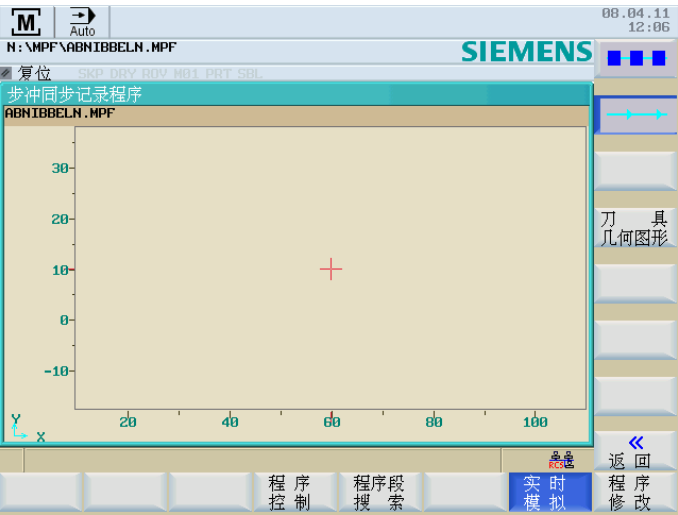 M
Auto
08.04.11
12:06
N:\MPF\ABNIBBELN.MPF
SIEMENS
复位 SKP DRY ROV M01 PRT SBL
步冲同步记录程序
ABNIBBELN.MPF
30
20
10
0
-10
Y
X
20 40 60 80 100
刀 具
几何图形
RCS
«
返 回
程 序
控 制
程序段
搜 索
实 时
模 拟
程 序
修 改